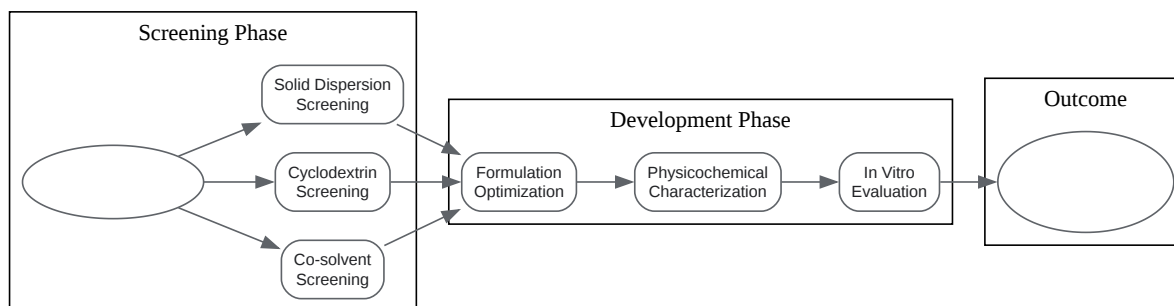 Screening Phase
Solid Dispersion
Screening
Cyclodextrin
Screening
Co-solvent
Screening
Development Phase
Formulation
Optimization
Physicochemical
Characterization
In Vitro
Evaluation
Outcome